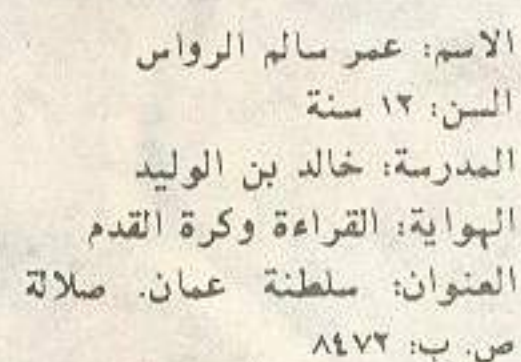 الاسم: عمر سالم الرواس
السن: ١٢ سنة
المدرسة: خالد بن الوليد
الهواية: القراءة وكرة القدم
العنوان: سلطنة عمان. صلالة
ص. ب: ٨٤٧٢